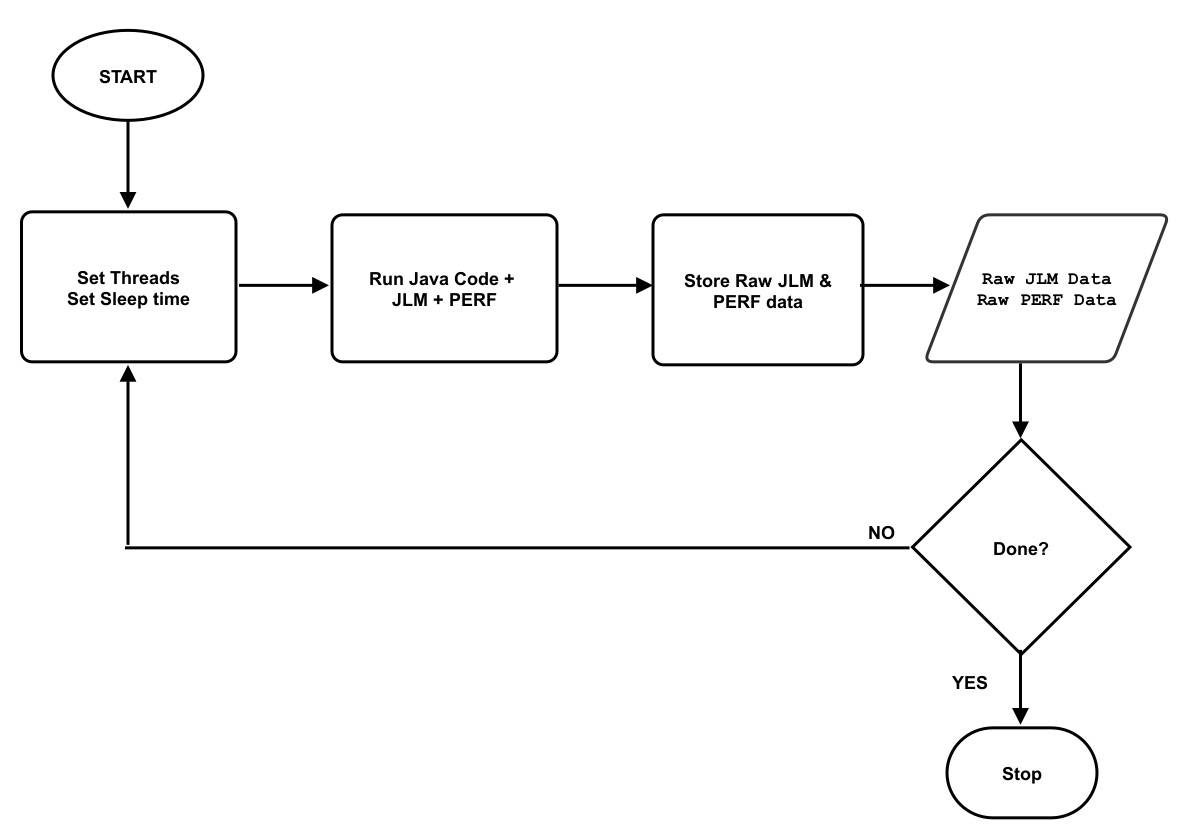 START
Set Threads
Set Sleep time
Run Java Code +
JLM + PERF
Store Raw JLM &
PERF data
Raw JLM Data
Raw PERF Data
NO
Done?
YES
Stop